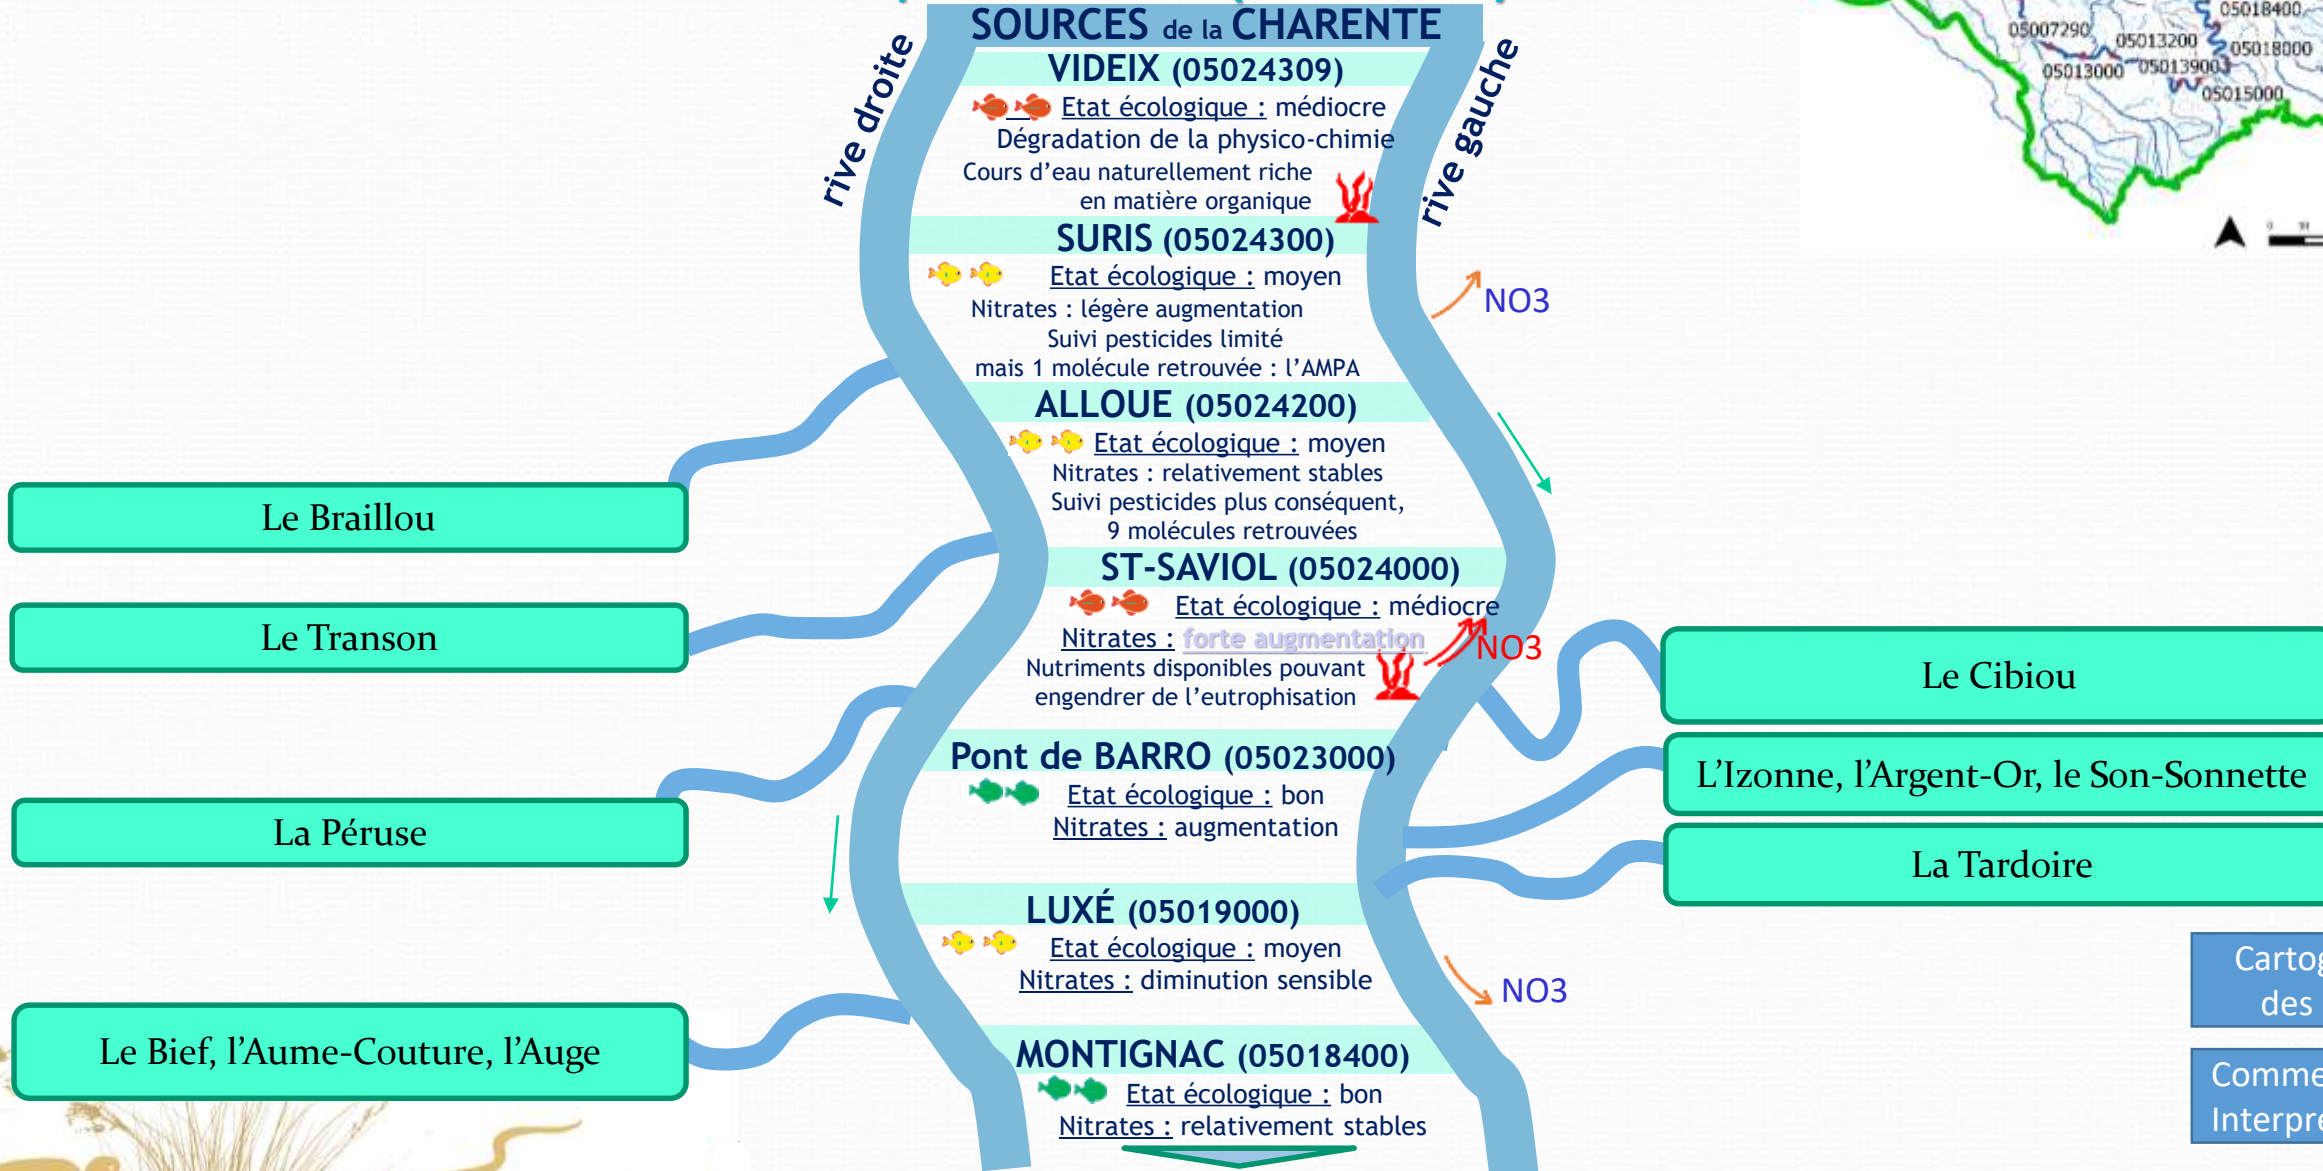 SOURCES de la CHARENTE
rive droite
rive gauche
VIDEIX (05024309)
Etat écologique : médiocre
Dégradation de la physico-chimie
Cours d’eau naturellement riche
en matière organique
SURIS (05024300)
Etat écologique : moyen
Nitrates : légère augmentation
Suivi pesticides limité
mais 1 molécule retrouvée : l’AMPA
NO3
ALLOUE (05024200)
Etat écologique : moyen
Nitrates : relativement stables
Suivi pesticides plus conséquent,
9 molécules retrouvées
ST-SAVIOL (05024000)
Etat écologique : médiocre
Nitrates : forte augmentation
NO3
Nutriments disponibles pouvant
engendrer de l’eutrophisation
Pont de BARRO (05023000)
Etat écologique : bon
Nitrates : augmentation
LUXÉ (05019000)
Etat écologique : moyen
Nitrates : diminution sensible
NO3
MONTIGNAC (05018400)
Etat écologique : bon
Nitrates : relativement stables
Le Braillou
Le Transon
La Péruse
Le Bief, l’Aume-Couture, l’Auge
Le Cibiou
L’Izonne, l’Argent-Or, le Son-Sonnette
La Tardoire
05018400
05007290
05013200
05018000
05013000
05013900
05015000
Cartog
des
Comme
Interpré